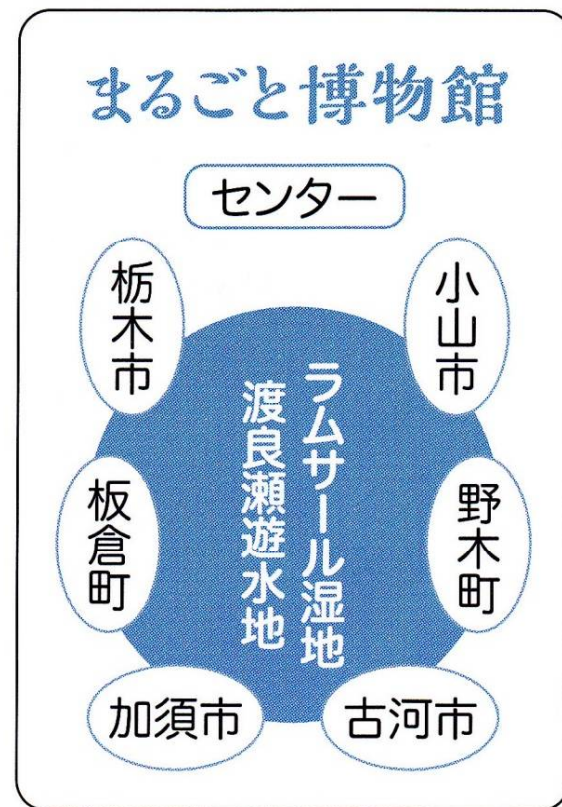 まるごと博物館
センター
栃木市
小山市
ラムサール湿地
渡良瀬遊水地
板倉町
野木町
加須市
古河市